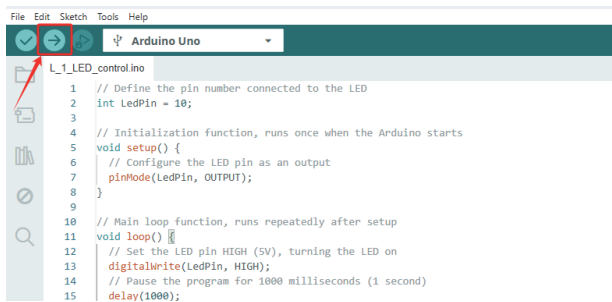 File Edit Sketch Tools Help
Arduino Uno
L_1_LED_control.ino
1 // Define the pin number connected to the LED
2 int LedPin = 10;
3
4 // Initialization function, runs once when the Arduino starts
5 void setup() {
6 // Configure the LED pin as an output
7 pinMode(LedPin, OUTPUT);
8 }
9
10 // Main loop function, runs repeatedly after setup
11 void loop() {
12 // Set the LED pin HIGH (5V), turning the LED on
13 digitalWrite(LedPin, HIGH);
14 // Pause the program for 1000 milliseconds (1 second)
15 delay(1000);